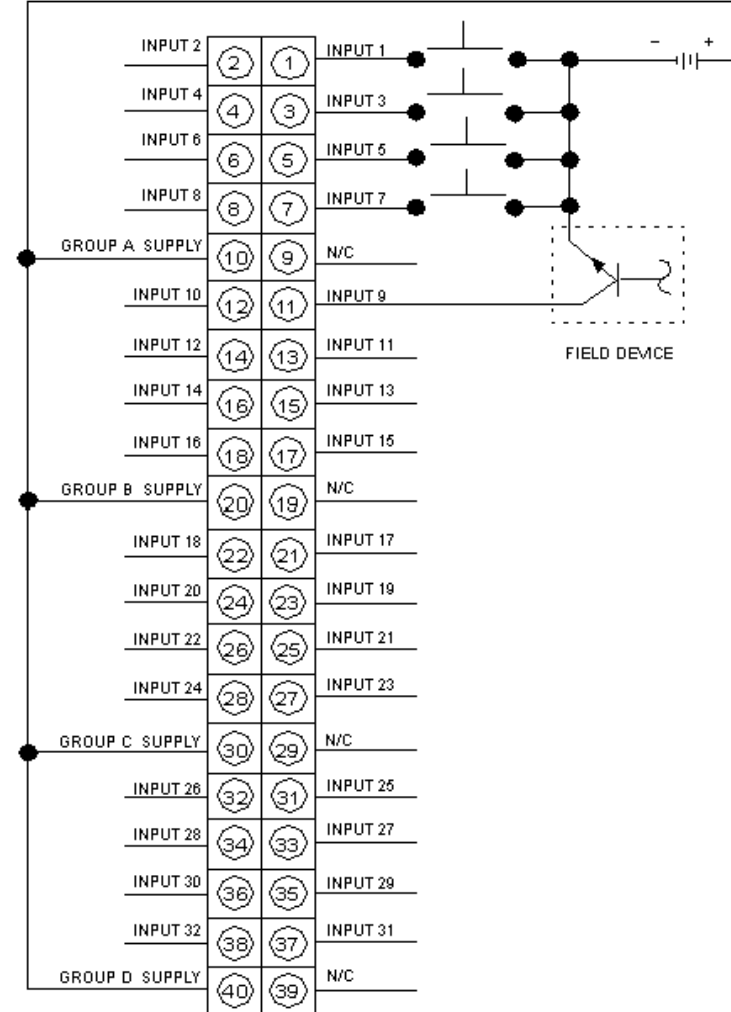 INPUT 2 2 1 INPUT 1 - +
INPUT 4 4 3 INPUT 3
INPUT 6 6 5 INPUT 5
INPUT 8 8 7 INPUT 7
GROUP A SUPPLY 10 9 N/C
INPUT 10 12 11 INPUT 9
FIELD DEVICE
INPUT 12 14 13 INPUT 11
INPUT 14 16 15 INPUT 13
INPUT 16 18 17 INPUT 15
GROUP B SUPPLY 20 19 N/C
INPUT 18 22 21 INPUT 17
INPUT 20 24 23 INPUT 19
INPUT 22 26 25 INPUT 21
INPUT 24 28 27 INPUT 23
GROUP C SUPPLY 30 29 N/C
INPUT 26 32 31 INPUT 25
INPUT 28 34 33 INPUT 27
INPUT 30 36 35 INPUT 29
INPUT 32 38 37 INPUT 31
GROUP D SUPPLY 40 39 N/C